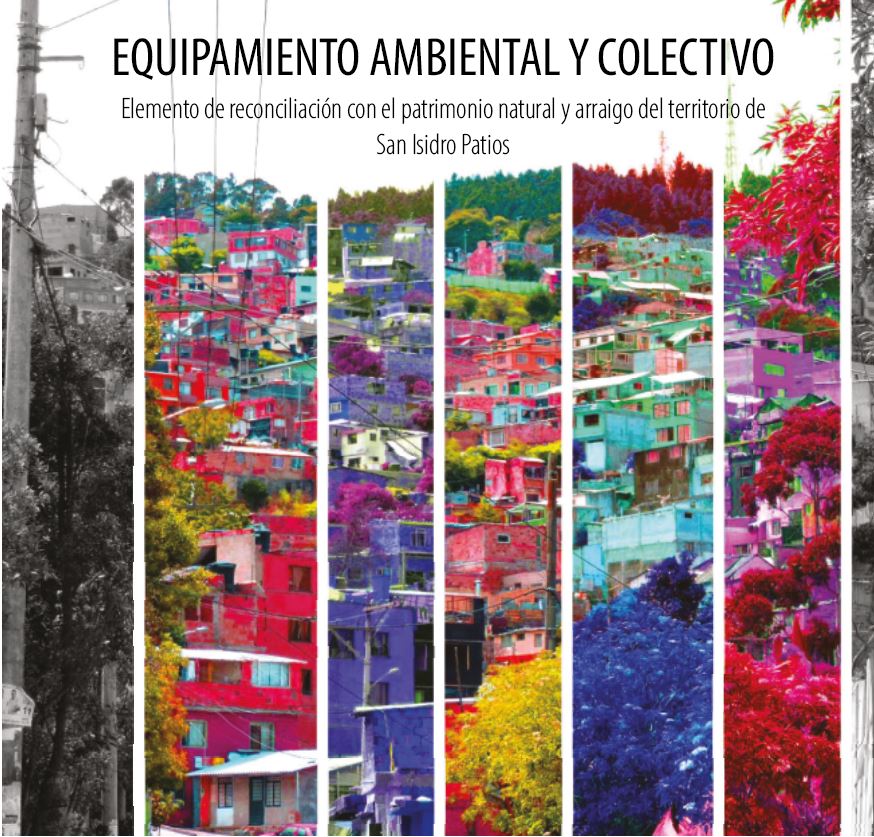 EQUIPAMIENTO AMBIENTAL Y COLECTIVO
Elemento de reconciliación con el patrimonio natural y arraigo del territorio de
San Isidro Patios